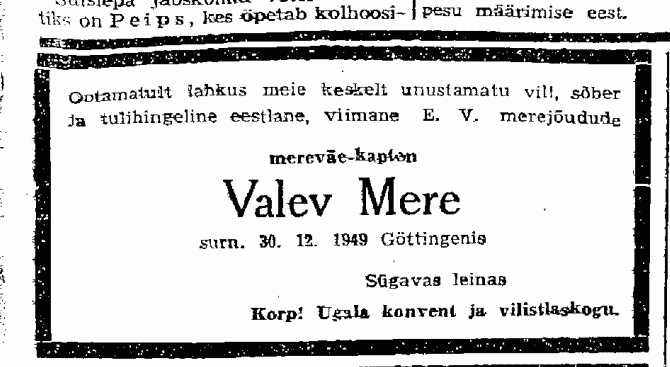 tiks on Peips, kes õpetab kolhoosi-
pesu määrimise eest.
Ootamatult lahkus meie keskelt unustamatu vil!, sõber
ja tulihingeline eestlane, viimane E. V. merejõudude
mereväe-kapten
Valev Mere
surn. 30. 12. 1949 Göttingenis
Sügavas leinas
Korp! Ugala konvent ja vilistlaskogu.